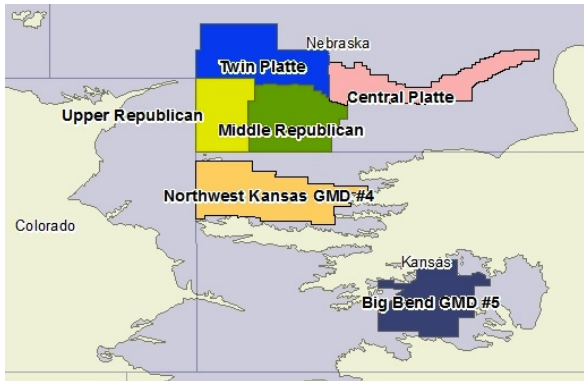 Nebraska
Twin Platte
Central Platte
Upper Republican
Middle Republican
Northwest Kansas GMD #4
Colorado
Kansas
Big Bend GMD #5